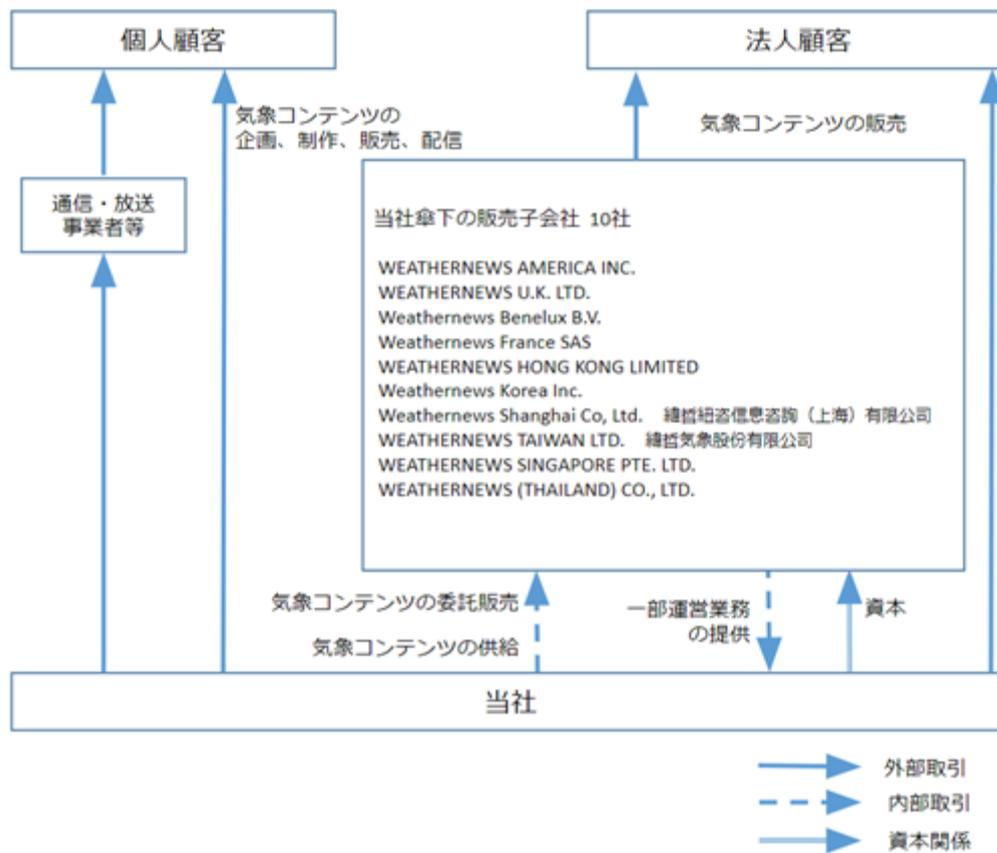 個人顧客
法人顧客
気象コンテンツの
企画、制作、販売、配信
気象コンテンツの販売
通信・放送
事業者等
当社傘下の販売子会社 10社
WEATHERNEWS AMERICA INC.
WEATHERNEWS U.K. LTD.
Weathernews Benelux B.V.
Weathernews France SAS
WEATHERNEWS HONG KONG LIMITED
Weathernews Korea Inc.
Weathernews Shanghai Co, Ltd. 緯哲紐咨信息咨詢（上海）有限公司
WEATHERNEWS TAIWAN LTD. 緯哲気象股份有限公司
WEATHERNEWS SINGAPORE PTE. LTD.
WEATHERNEWS (THAILAND) CO., LTD.
気象コンテンツの委託販売
気象コンテンツの供給
一部運営業務
の提供
資本
当社
外部取引
内部取引
資本関係